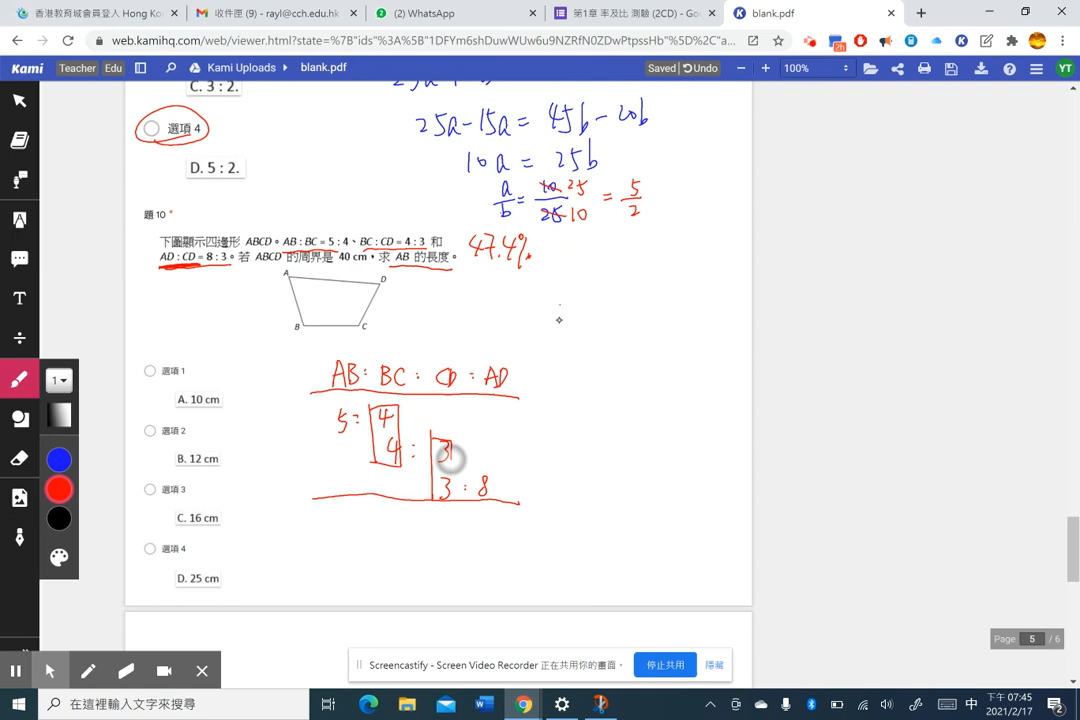 香港教育城會員登入 Hong Kon
收件匣 (9) - rayl@cch.edu.hk
(2) WhatsApp
第1章 率及比 測驗 (2CD) - Goo
blank.pdf
web.kamihq.com/web/viewer.html?state=%7B"ids"%3A%5B"1DFYm6shDuwWUw6u9NZRfN0ZDwPtpssHb"%5D%2C"a...
Kami Teacher Edu Kami Uploads blank.pdf Saved Undo 100% YT
C. 3 : 2.
選項 4
25a-15a = 45b-20b
D. 5 : 2.
10a = 25b
a/b = 10/25 25/10 = 5/2
題 10 *
下圖顯示四邊形 ABCD。AB : BC = 5 : 4、BC : CD = 4 : 3 和
AD : CD = 8 : 3。若 ABCD 的周界是 40 cm，求 AB 的長度。
47.4%
A
D
B
C
選項 1
AB : BC : CD : AD
A. 10 cm
5 : 4
選項 2
4 : 3
B. 12 cm
3 : 8
選項 3
C. 16 cm
選項 4
D. 25 cm
Page 5 / 6
Screencastify - Screen Video Recorder 正在共用你的畫面。 停止共用 隱藏
在這裡輸入文字來搜尋
中
下午 07:45
2021/2/17
2